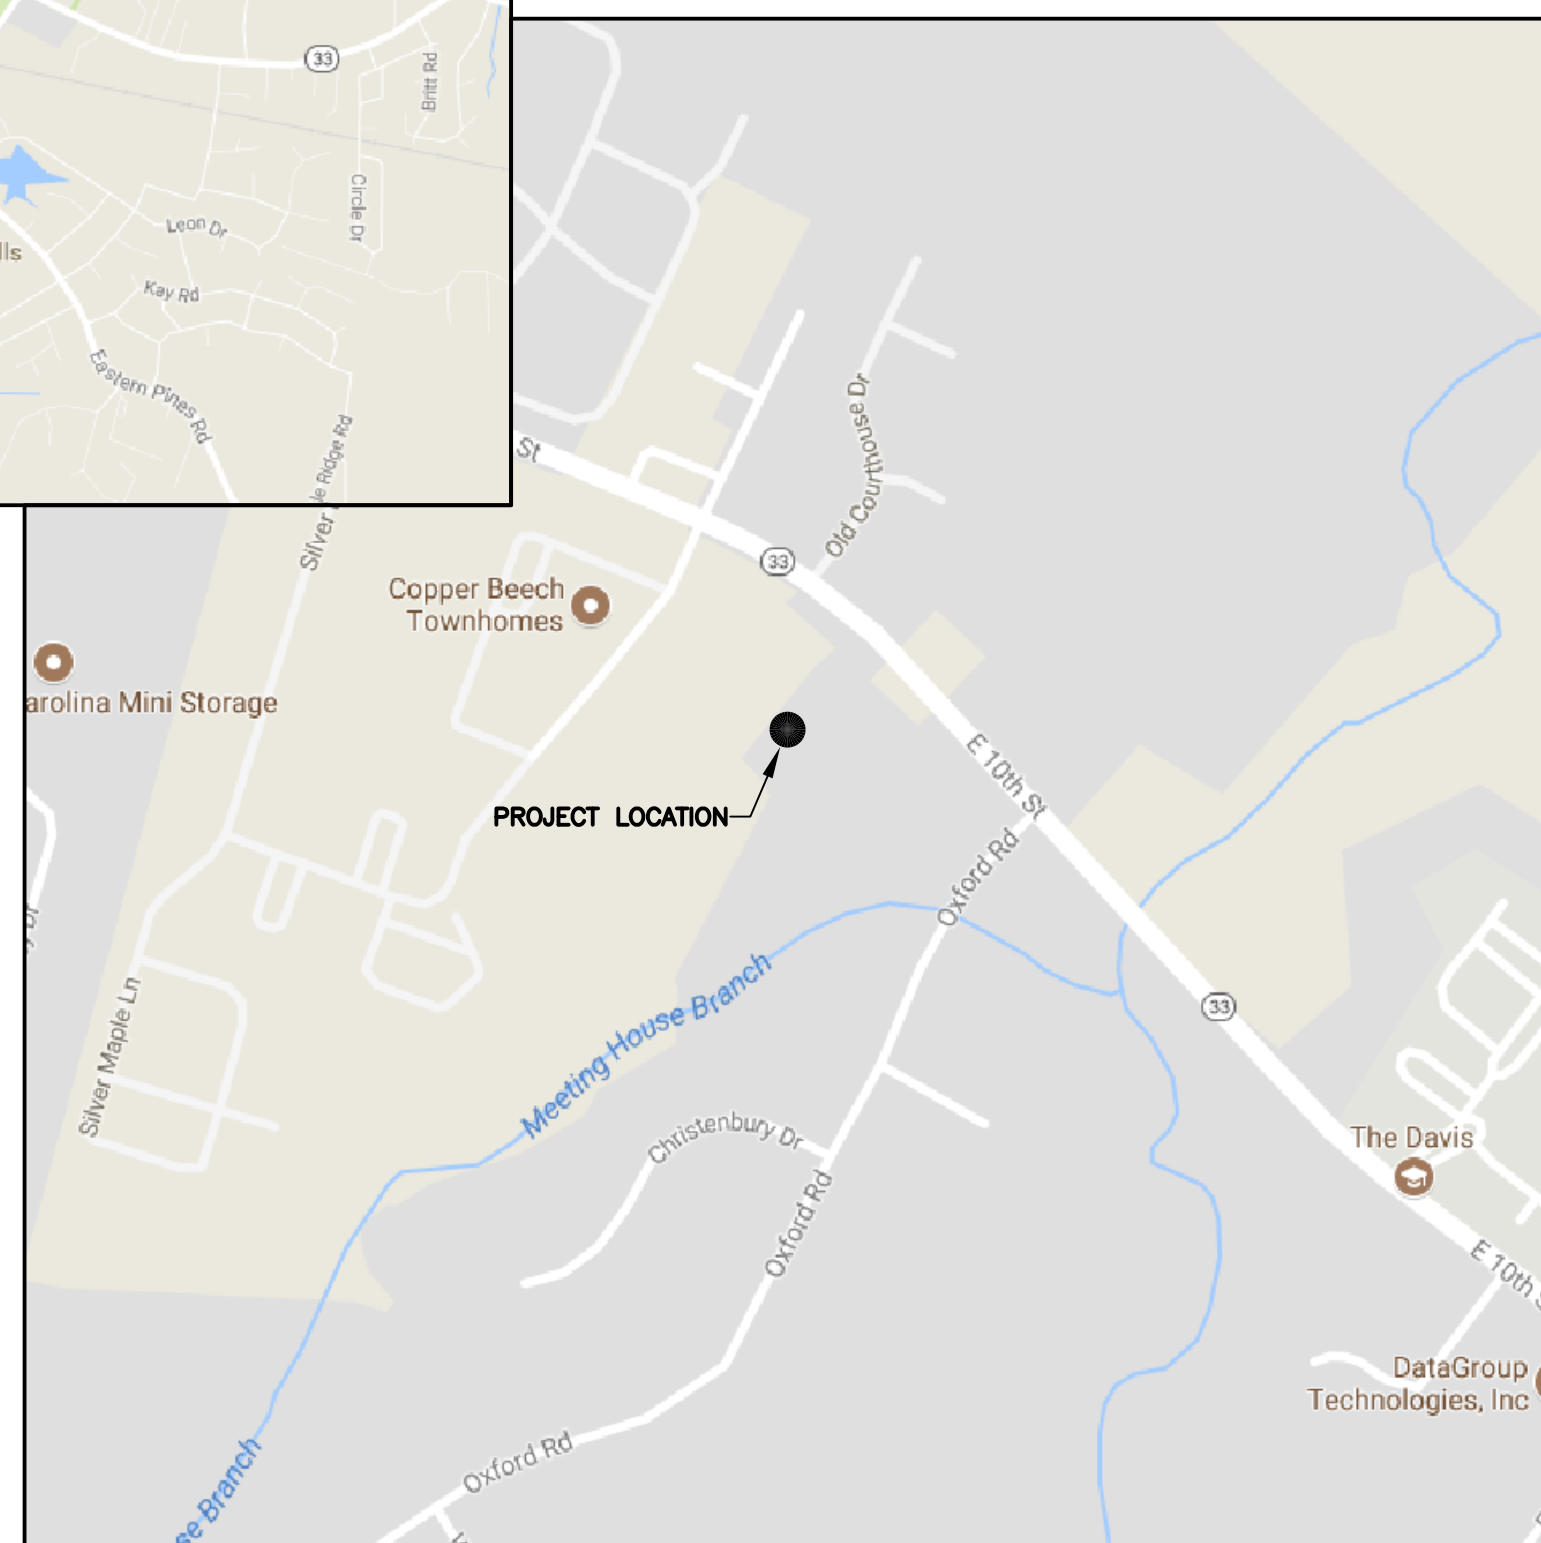 33
Britt Rd
Circle Dr
Leon Dr
lls
Kay Rd
Eastern Pines Rd
le Ridge Rd
Silver
St
Old Courthouse Dr
33
Copper Beech
Townhomes
arolina Mini Storage
E 10th St
PROJECT LOCATION
Oxford Rd
y Dr
Meeting House Branch
Silver Maple Ln
33
Christenbury Dr
The Davis
Oxford Rd
E 10th S
DataGroup
Technologies, Inc
Oxford Rd
se Branch